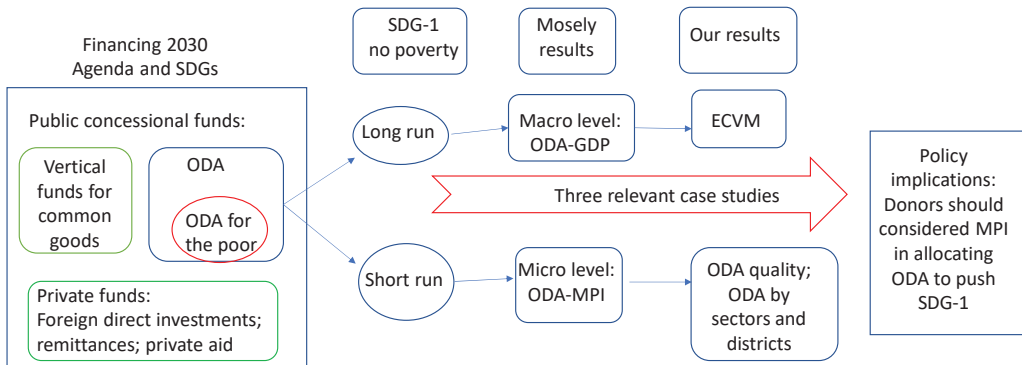 Financing 2030
Agenda and SDGs
SDG-1
no poverty
Mosely
results
Our results
Public concessional funds:
Vertical
funds for
common
goods
ODA
ODA for
the poor
Private funds:
Foreign direct investments;
remittances; private aid
Long run
Macro level:
ODA-GDP
ECVM
Three relevant case studies
Short run
Micro level:
ODA-MPI
ODA quality;
ODA by
sectors and
districts
Policy
implications:
Donors should
considered MPI
in allocating
ODA to push
SDG-1